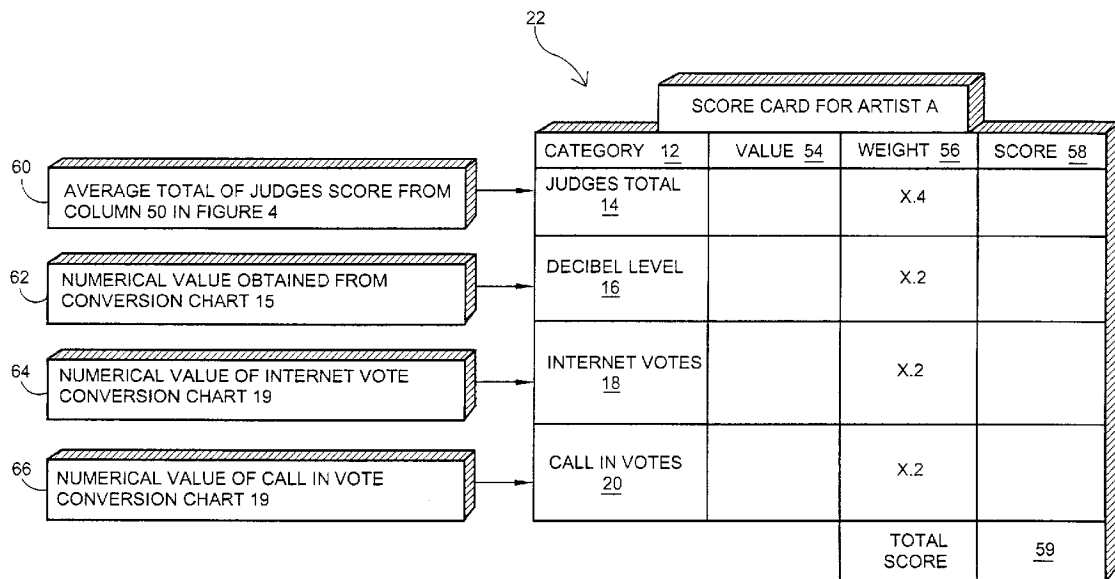 22
SCORE CARD FOR ARTIST A
CATEGORY 12 VALUE 54 WEIGHT 56 SCORE 58
60
AVERAGE TOTAL OF JUDGES SCORE FROM
COLUMN 50 IN FIGURE 4
JUDGES TOTAL
14
X.4
62
NUMERICAL VALUE OBTAINED FROM
CONVERSION CHART 15
DECIBEL LEVEL
16
X.2
64
NUMERICAL VALUE OF INTERNET VOTE
CONVERSION CHART 19
INTERNET VOTES
18
X.2
66
NUMERICAL VALUE OF CALL IN VOTE
CONVERSION CHART 19
CALL IN VOTES
20
X.2
TOTAL
SCORE
59